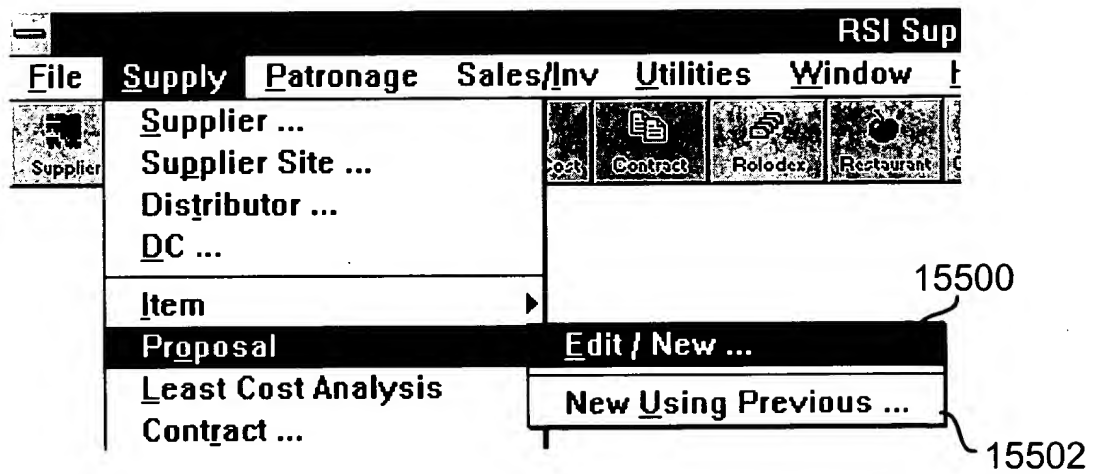 RSI Sup
File Supply Patronage Sales/Inv Utilities Window H
Supplier ost Contract Rolodex Restaurant
Supplier ...
Supplier Site ...
Distributor ...
DC ...
Item
Proposal
Least Cost Analysis
Contract ...
Edit / New ...
New Using Previous ...
15500
15502